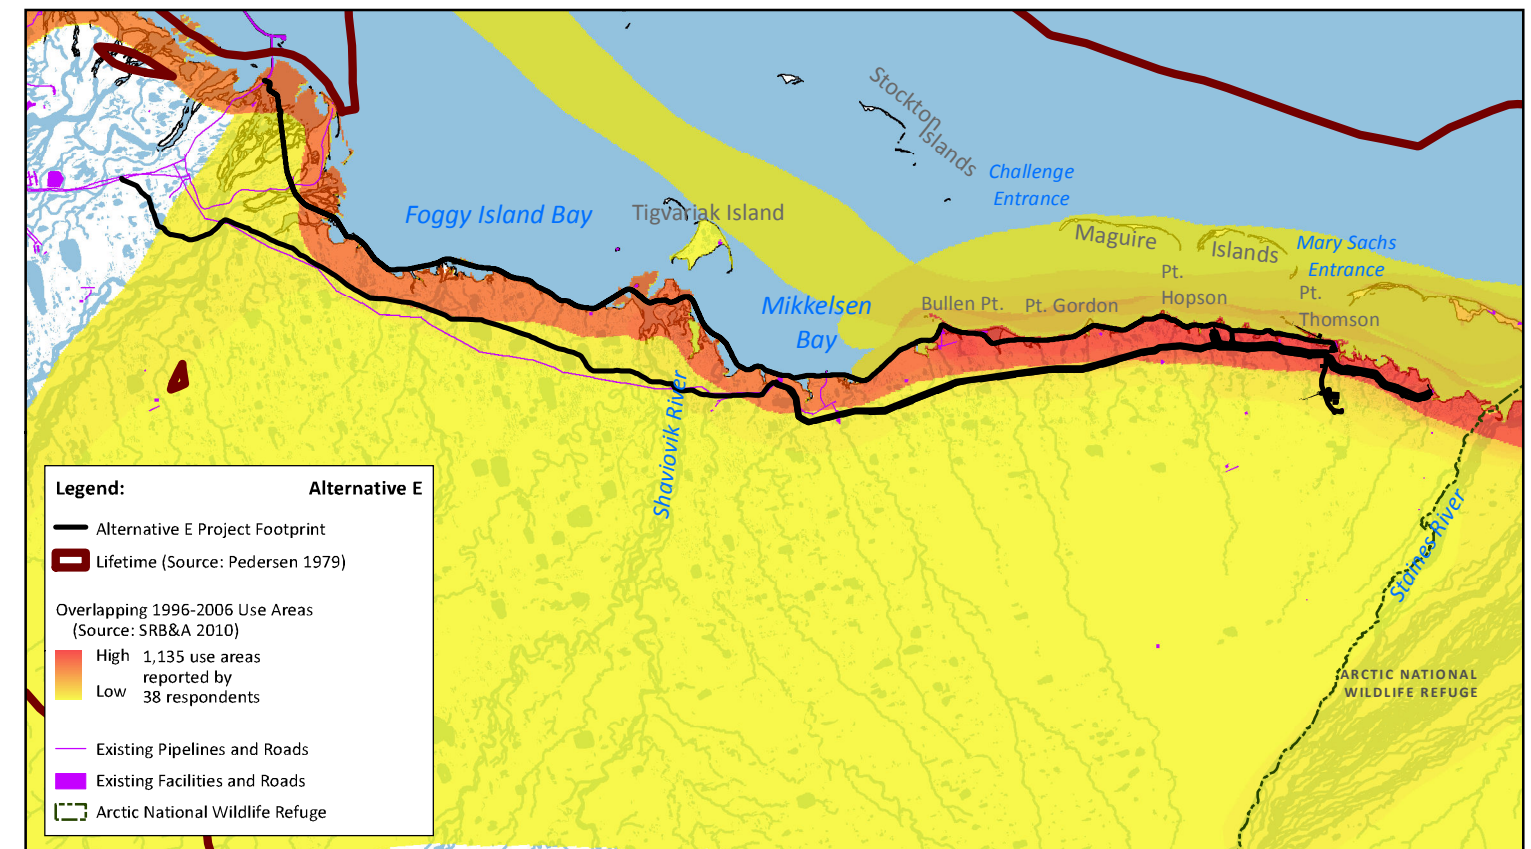 Stockton
Islands
Challenge
Entrance
Foggy Island Bay
Tigvariak Island
Maguire
Islands
Mary Sachs
Entrance
Pt.
Hopson
Pt.
Thomson
Bullen Pt.
Pt. Gordon
Mikkelsen
Bay
Shaviovik River
Staines River
ARCTIC NATIONAL
WILDLIFE REFUGE
Legend:
Alternative E
Alternative E Project Footprint
Lifetime (Source: Pedersen 1979)
Overlapping 1996-2006 Use Areas
(Source: SRB&A 2010)
High
1,135 use areas
reported by
Low
38 respondents
Existing Pipelines and Roads
Existing Facilities and Roads
Arctic National Wildlife Refuge